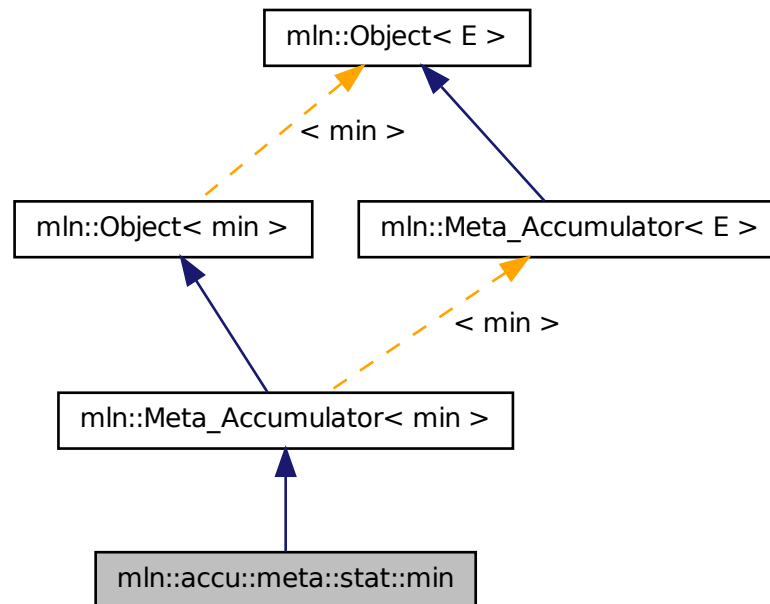 mln::Object< E >
< min >
mln::Object< min >
mln::Meta_Accumulator< E >
< min >
mln::Meta_Accumulator< min >
mln::accu::meta::stat::min